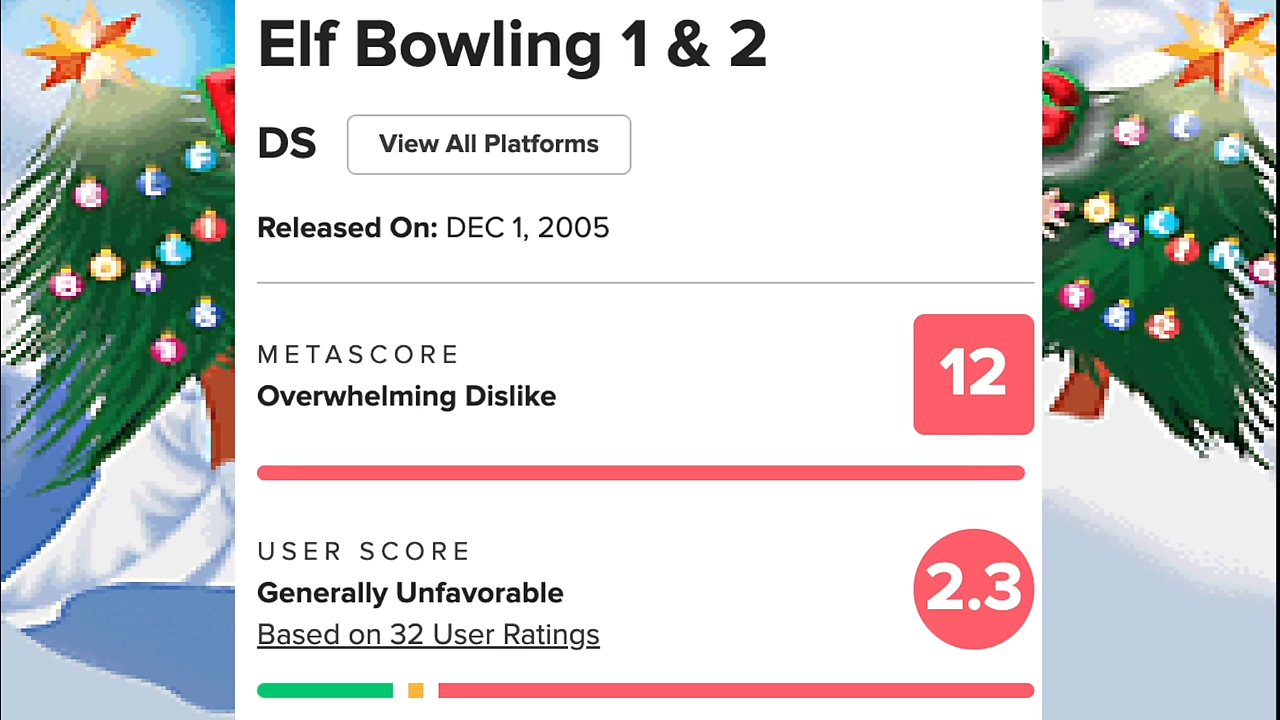 Elf Bowling 1 & 2
DS View All Platforms
Released On: DEC 1, 2005
METASCORE
Overwhelming Dislike
12
USER SCORE
Generally Unfavorable
Based on 32 User Ratings
2.3